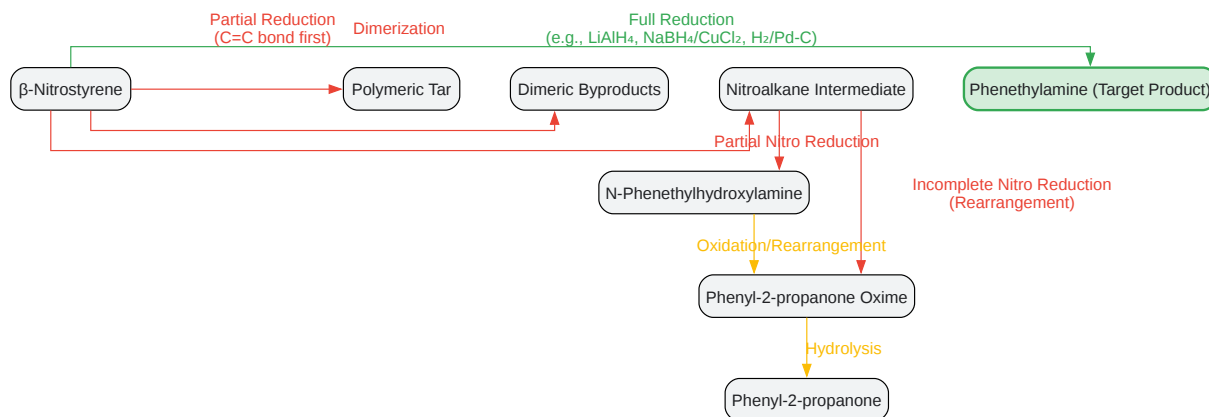 Partial Reduction
(C=C bond first)
Dimerization
Full Reduction
(e.g., LiAlH₄, NaBH₄/CuCl₂, H₂/Pd-C)
β-Nitrostyrene
Polymeric Tar
Dimeric Byproducts
Nitroalkane Intermediate
Phenethylamine (Target Product)
Partial Nitro Reduction
N-Phenethylhydroxylamine
Incomplete Nitro Reduction
(Rearrangement)
Oxidation/Rearrangement
Phenyl-2-propanone Oxime
Hydrolysis
Phenyl-2-propanone